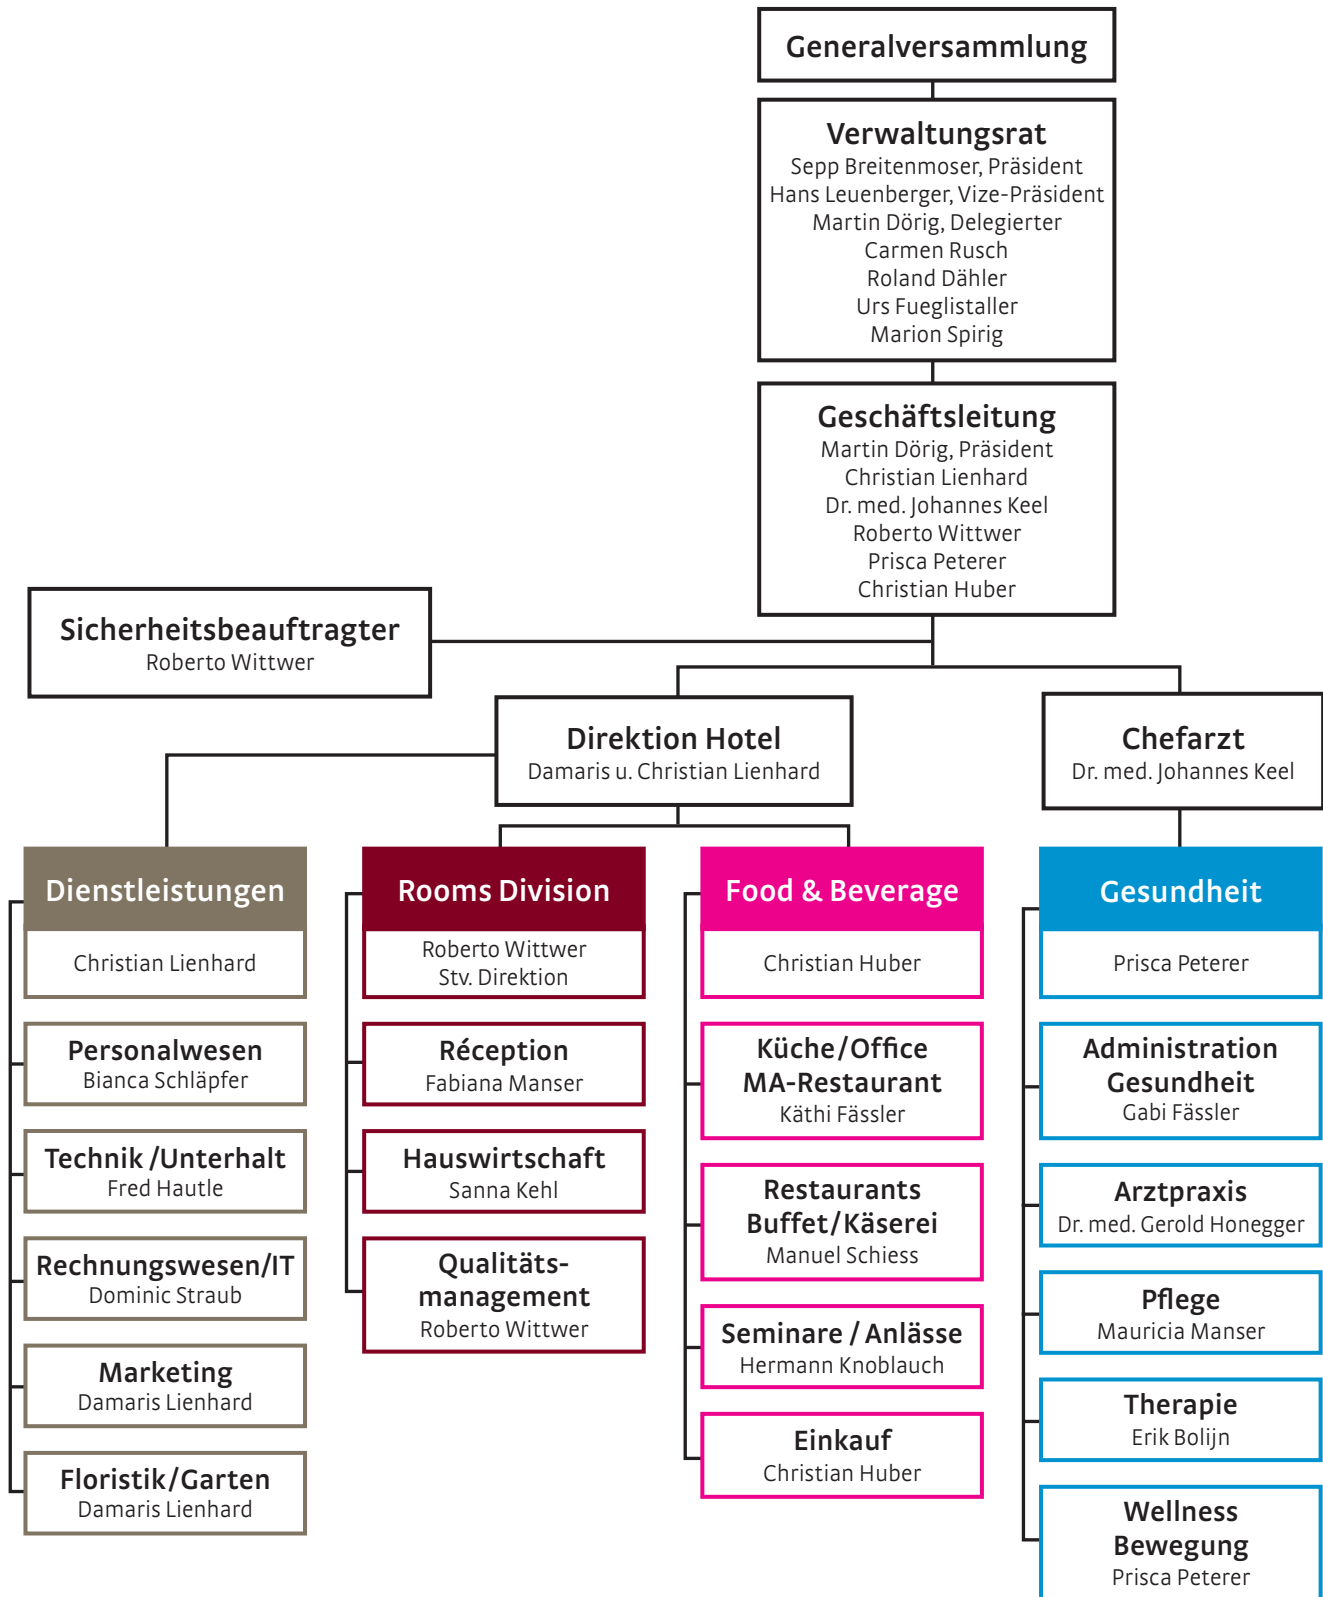 Generalversammlung
Verwaltungsrat
Sepp Breitenmoser, Präsident
Hans Leuenberger, Vize-Präsident
Martin Dörig, Delegierter
Carmen Rusch
Roland Dähler
Urs Fueglistaller
Marion Spirig
Geschäftsleitung
Martin Dörig, Präsident
Christian Lienhard
Dr. med. Johannes Keel
Roberto Wittwer
Prisca Peterer
Christian Huber
Sicherheitsbeauftragter
Roberto Wittwer
Direktion Hotel
Damaris u. Christian Lienhard
Chefarzt
Dr. med. Johannes Keel
Dienstleistungen
Christian Lienhard
Personalwesen
Bianca Schläpfer
Technik /Unterhalt
Fred Hautle
Rechnungswesen/IT
Dominic Straub
Marketing
Damaris Lienhard
Floristik/Garten
Damaris Lienhard
Rooms Division
Roberto Wittwer
Stv. Direktion
Réception
Fabiana Manser
Hauswirtschaft
Sanna Kehl
Qualitäts-
management
Roberto Wittwer
Food & Beverage
Christian Huber
Küche/Office
MA-Restaurant
Käthi Fässler
Restaurants
Buffet/Käserei
Manuel Schiess
Seminare / Anlässe
Hermann Knoblauch
Einkauf
Christian Huber
Gesundheit
Prisca Peterer
Administration
Gesundheit
Gabi Fässler
Arztpraxis
Dr. med. Gerold Honegger
Pflege
Mauricia Manser
Therapie
Erik Bolijn
Wellness
Bewegung
Prisca Peterer